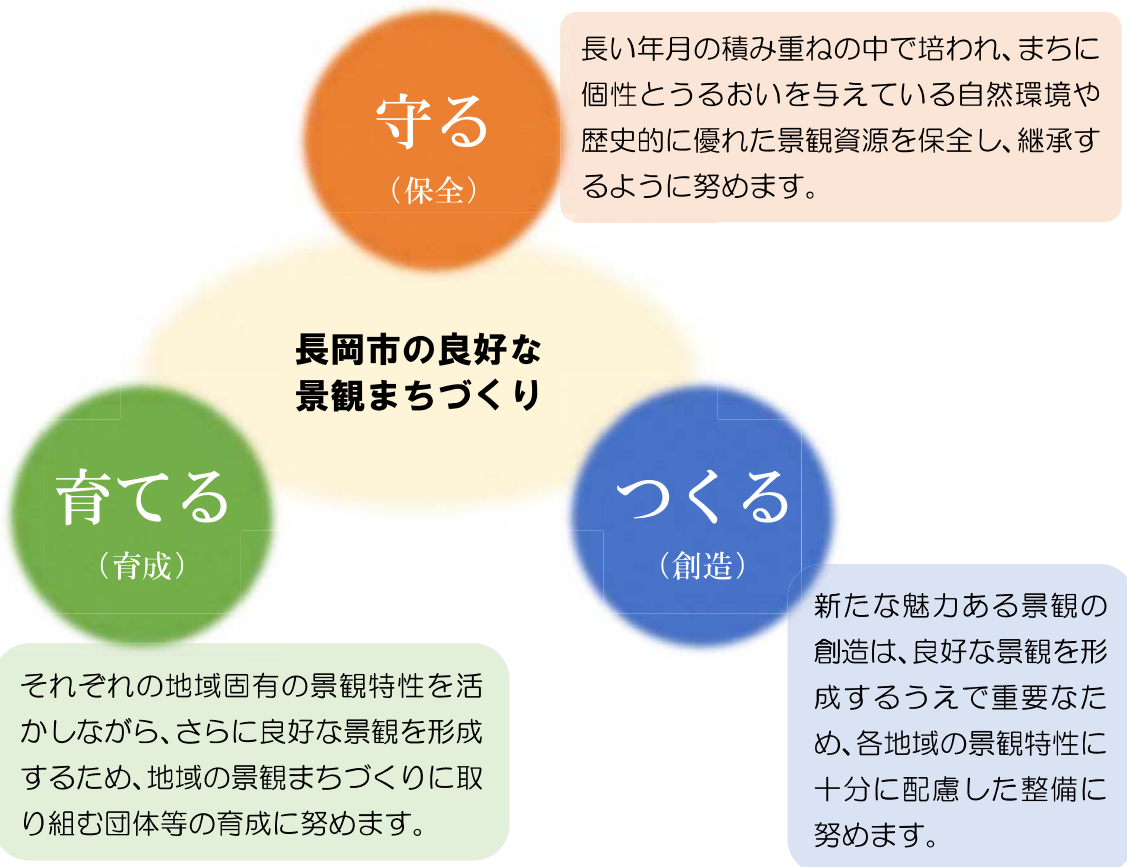 守る
（保全）
長い年月の積み重ねの中で培われ、まちに
個性とうるおいを与えている自然環境や
歴史的に優れた景観資源を保全し、継承す
るように努めます。
長岡市の良好な
景観まちづくり
育てる
（育成）
それぞれの地域固有の景観特性を活
かしながら、さらに良好な景観を形成
するため、地域の景観まちづくりに取
り組む団体等の育成に努めます。
つくる
（創造）
新たな魅力ある景観の
創造は、良好な景観を形
成するうえで重要なた
め、各地域の景観特性に
十分に配慮した整備に
努めます。